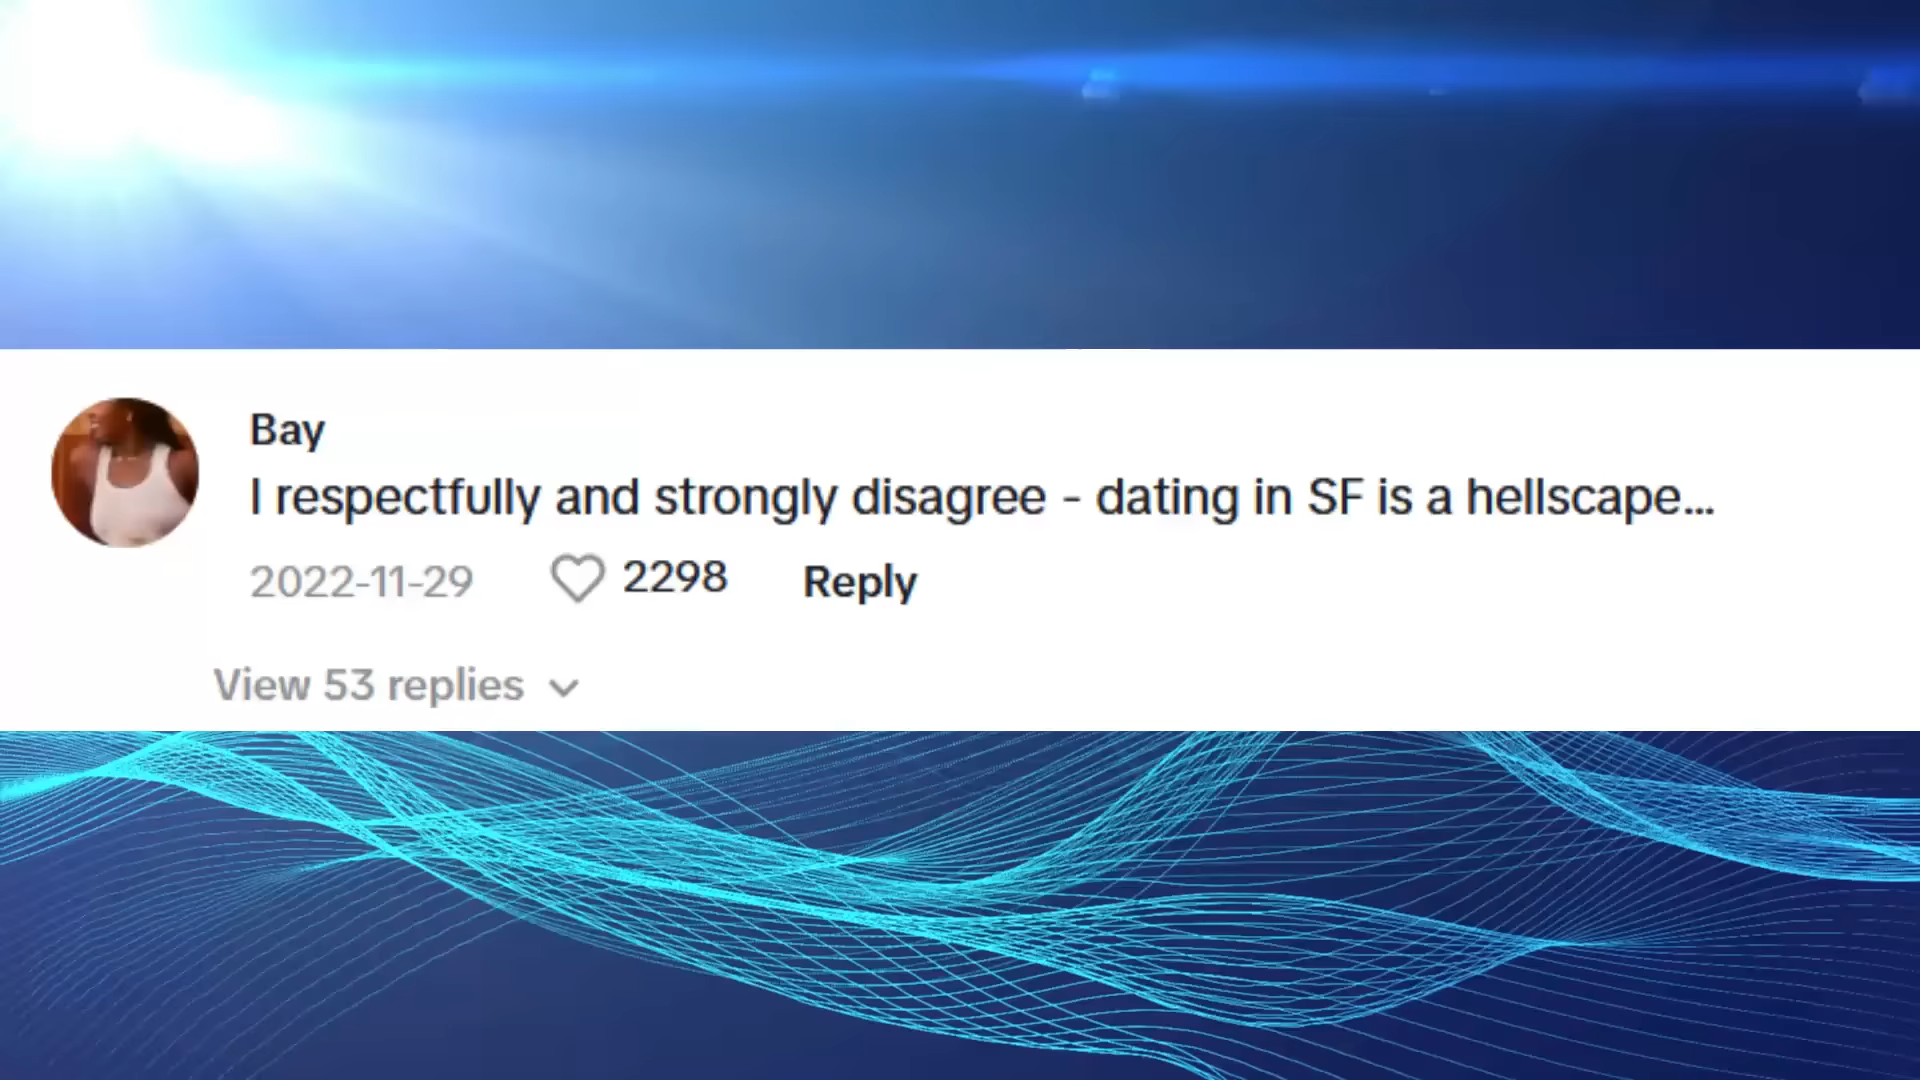 Bay
I respectfully and strongly disagree - dating in SF is a hellscape...
2022-11-29 2298 Reply
View 53 replies